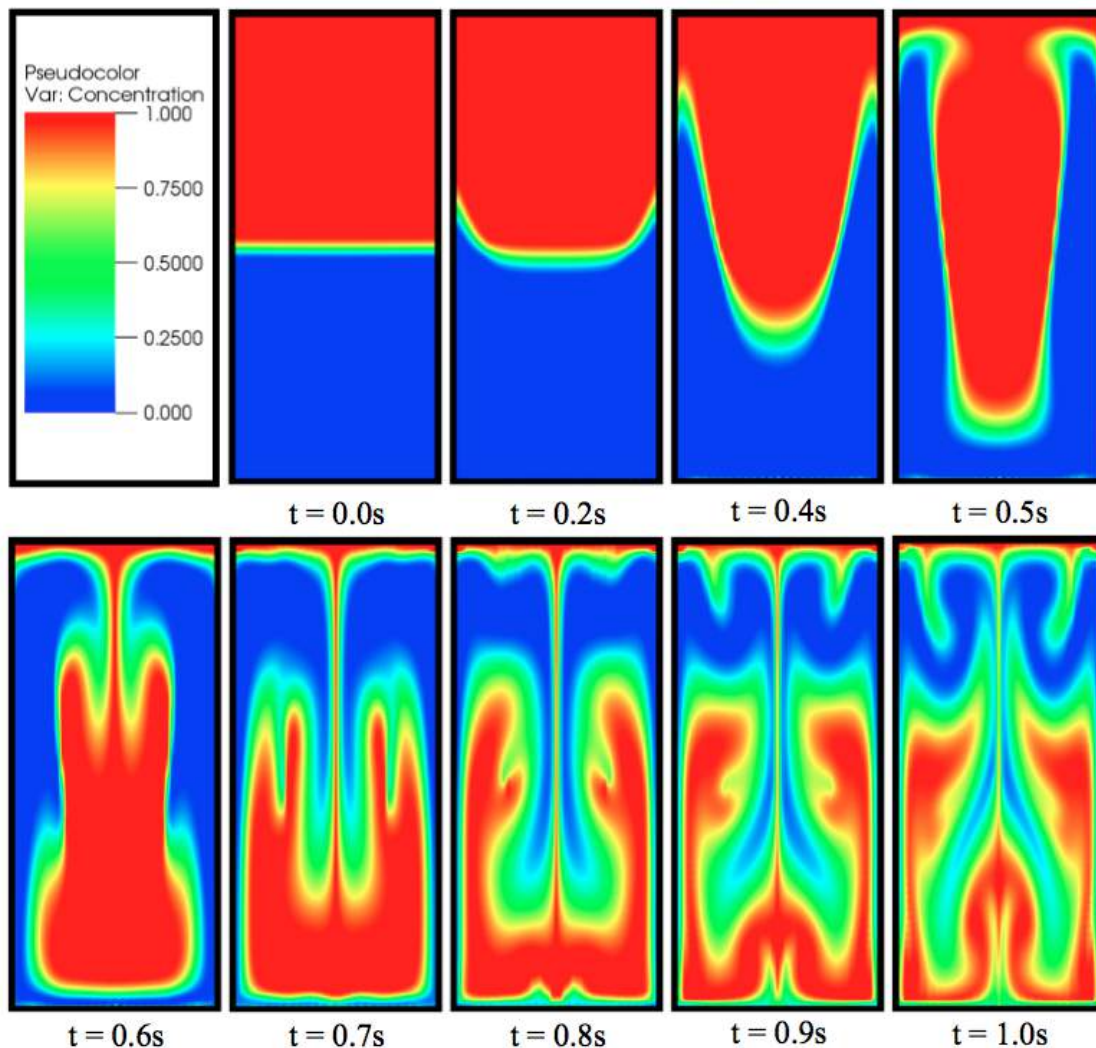 Pseudocolor
Var: Concentration
1.000
0.7500
0.5000
0.2500
0.000
t = 0.0s
t = 0.2s
t = 0.4s
t = 0.5s
t = 0.6s
t = 0.7s
t = 0.8s
t = 0.9s
t = 1.0s